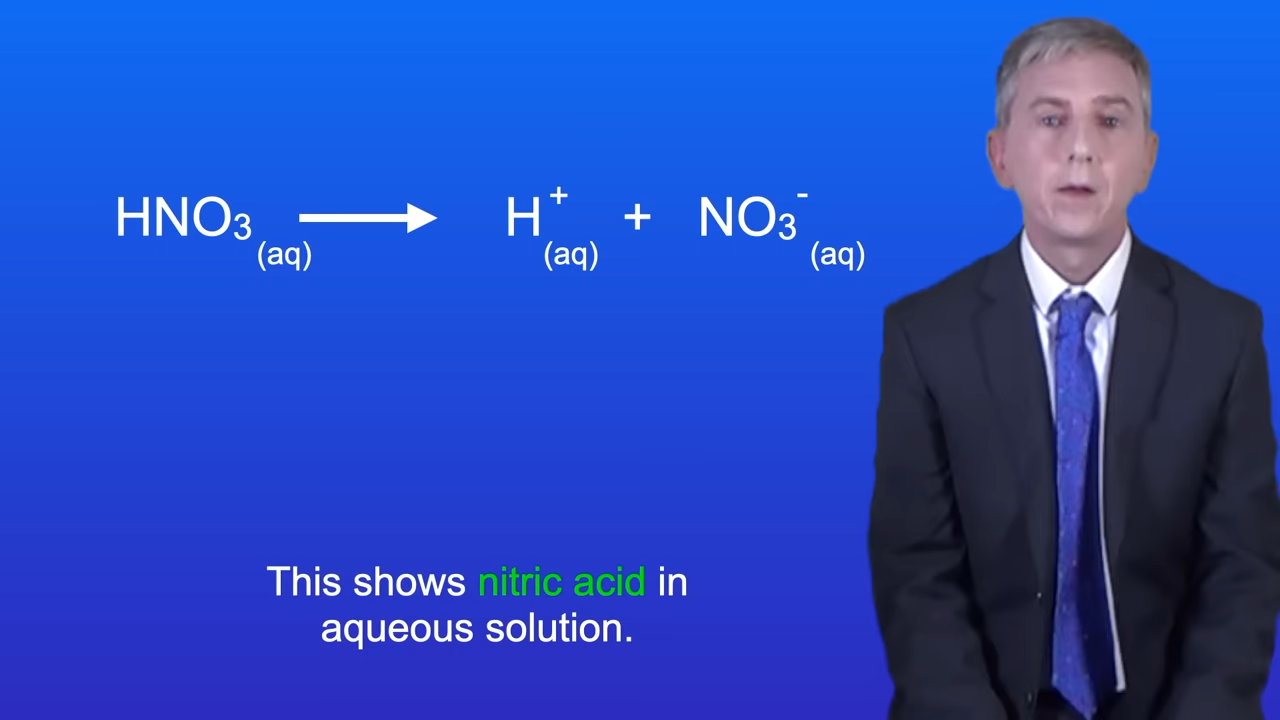 HNO₃(aq) ⟶ H⁺(aq) + NO₃⁻(aq)
This shows nitric acid in
aqueous solution.